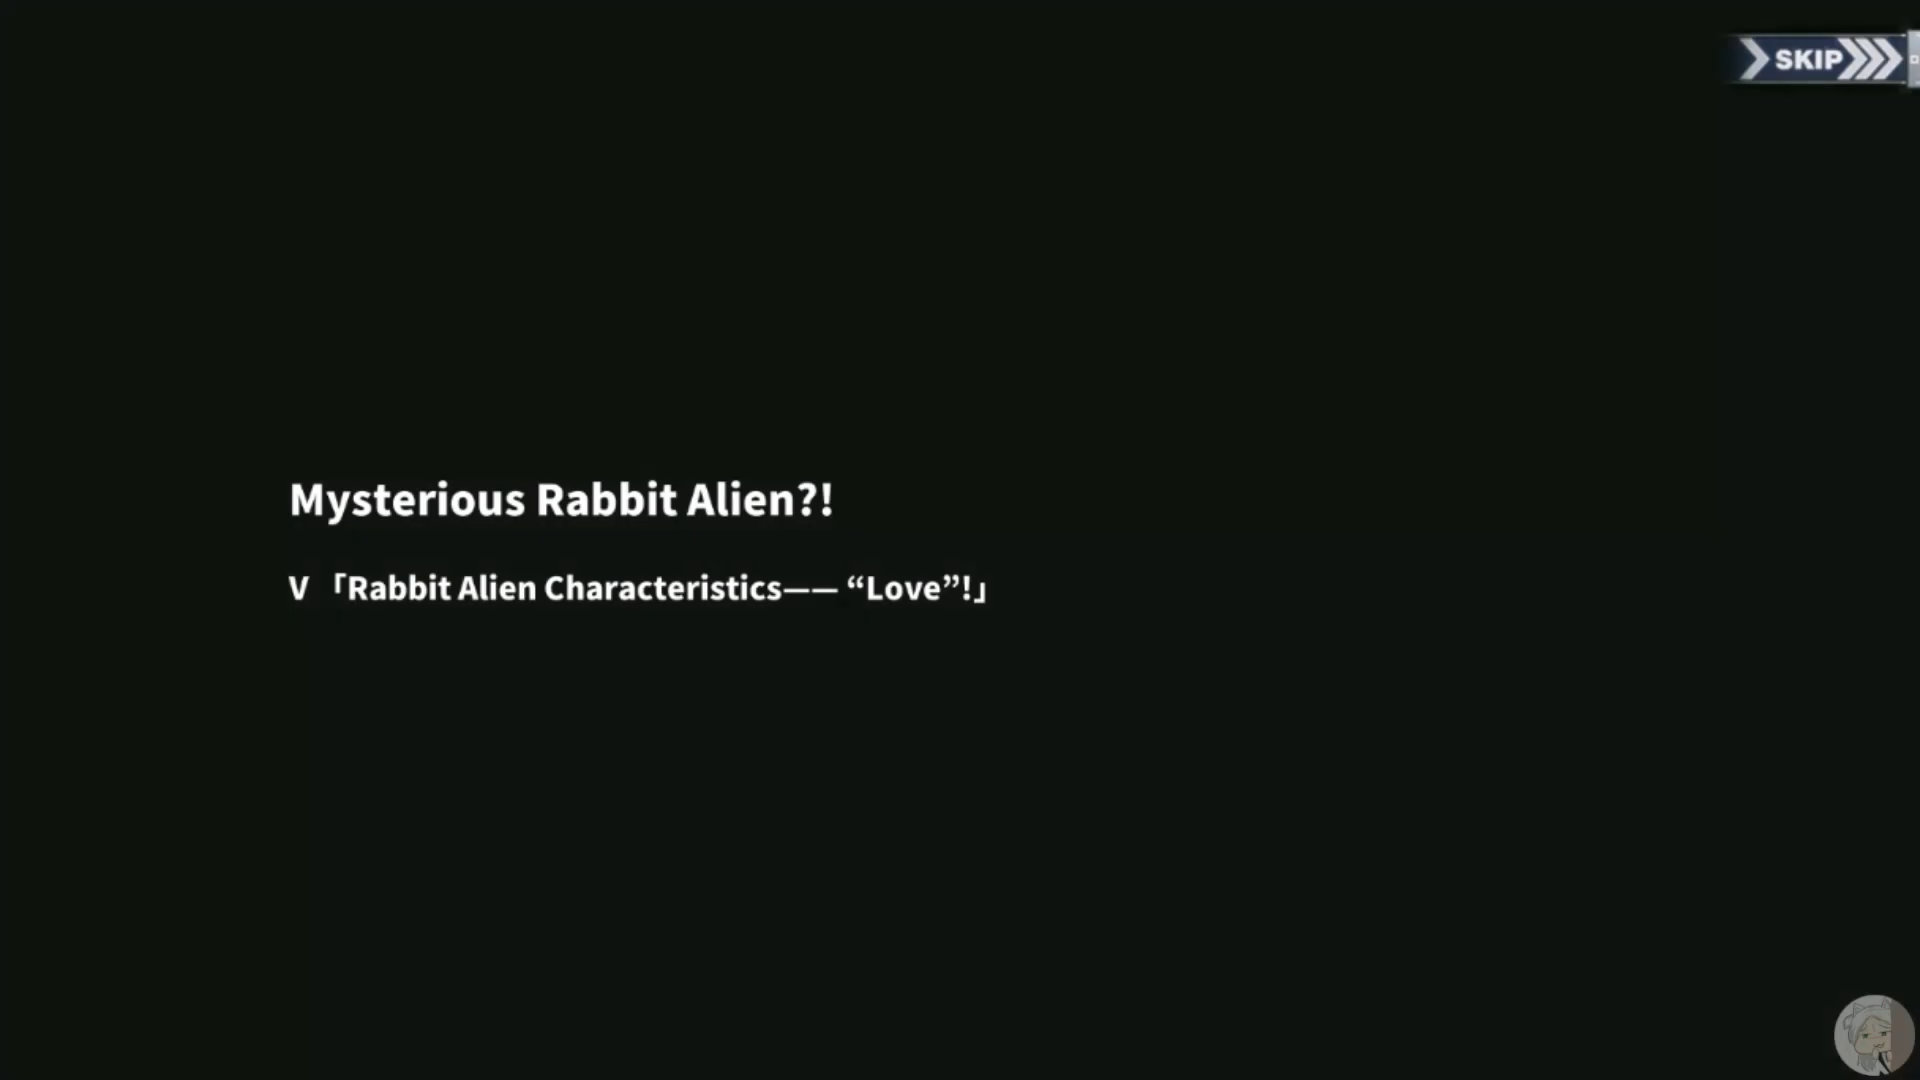 SKIP
Mysterious Rabbit Alien?!
V 「Rabbit Alien Characteristics—— “Love”!」